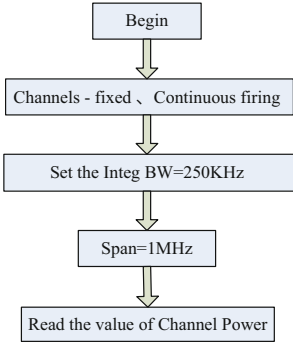 Begin
Channels - fixed 、Continuous firing
Set the Integ BW=250KHz
Span=1MHz
Read the value of Channel Power